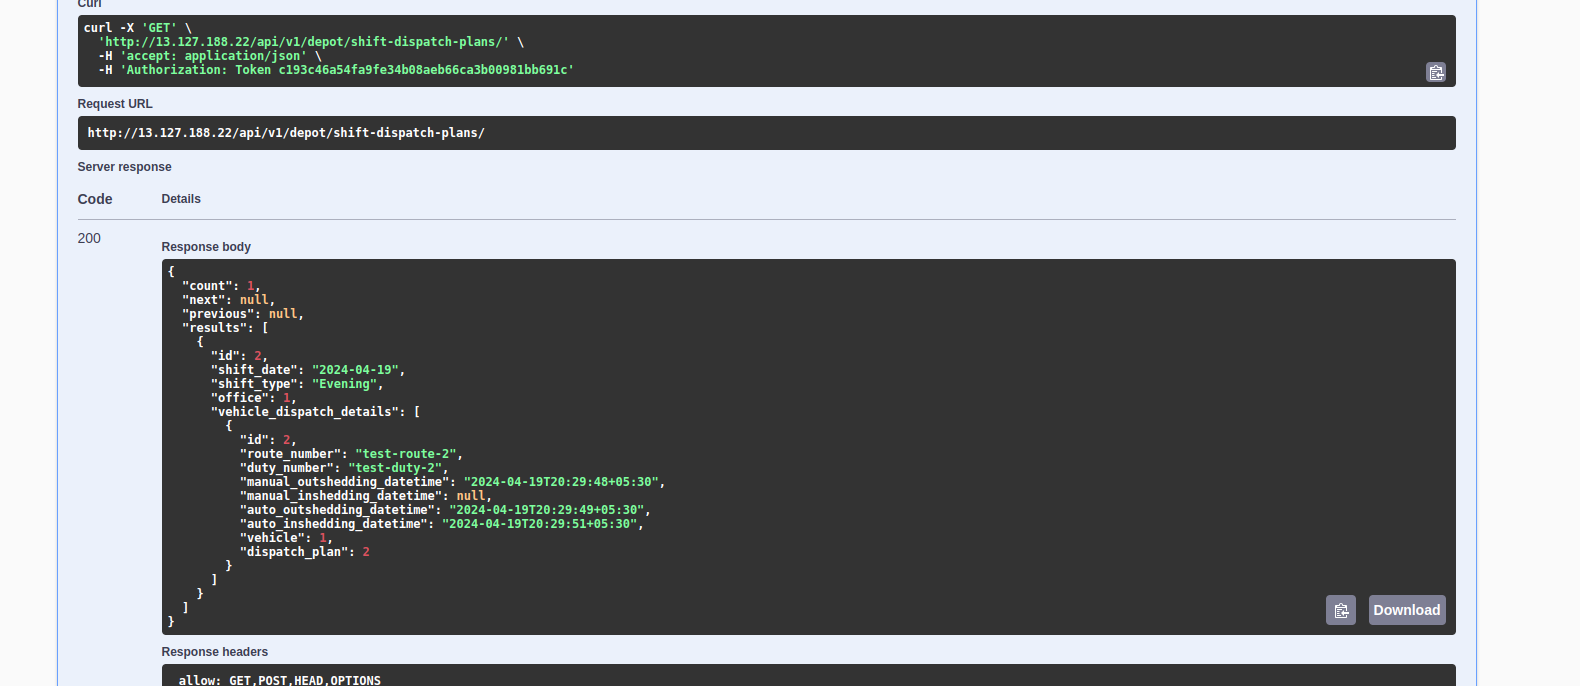 Curl
curl -X 'GET' \
  'http://13.127.188.22/api/v1/depot/shift-dispatch-plans/' \
  -H 'accept: application/json' \
  -H 'Authorization: Token c193c46a54fa9fe34b08aeb66ca3b00981bb691c'
Request URL
http://13.127.188.22/api/v1/depot/shift-dispatch-plans/
Server response
Code Details
200
Response body
{
  "count": 1,
  "next": null,
  "previous": null,
  "results": [
    {
      "id": 2,
      "shift_date": "2024-04-19",
      "shift_type": "Evening",
      "office": 1,
      "vehicle_dispatch_details": [
        {
          "id": 2,
          "route_number": "test-route-2",
          "duty_number": "test-duty-2",
          "manual_outshedding_datetime": "2024-04-19T20:29:48+05:30",
          "manual_inshedding_datetime": null,
          "auto_outshedding_datetime": "2024-04-19T20:29:49+05:30",
          "auto_inshedding_datetime": "2024-04-19T20:29:51+05:30",
          "vehicle": 1,
          "dispatch_plan": 2
        }
      ]
    }
  ]
}
Download
Response headers
allow: GET,POST,HEAD,OPTIONS